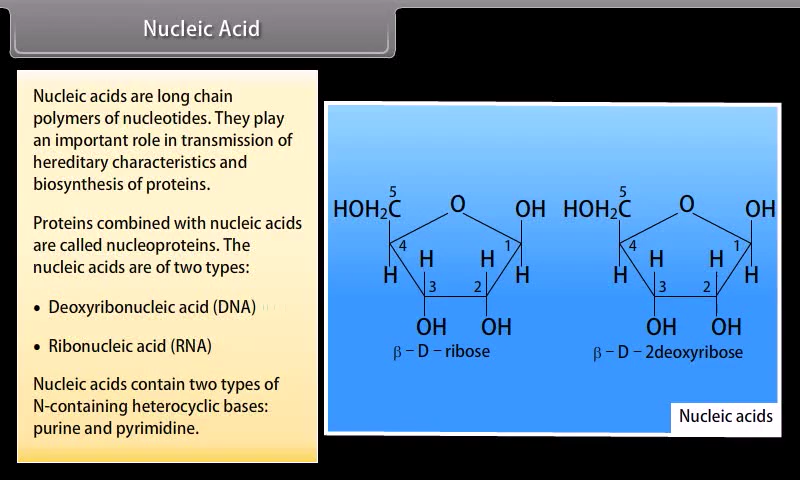 Nucleic Acid
Nucleic acids are long chain
polymers of nucleotides. They play
an important role in transmission of
hereditary characteristics and
biosynthesis of proteins.
Proteins combined with nucleic acids
are called nucleoproteins. The
nucleic acids are of two types:
• Deoxyribonucleic acid (DNA)
• Ribonucleic acid (RNA)
Nucleic acids contain two types of
N-containing heterocyclic bases:
purine and pyrimidine.
5
HOH₂C O OH
4 1
H H H H
3 2
OH OH
β – D – ribose
5
HOH₂C O OH
4 1
H H H H
3 2
OH OH
β – D – 2deoxyribose
Nucleic acids